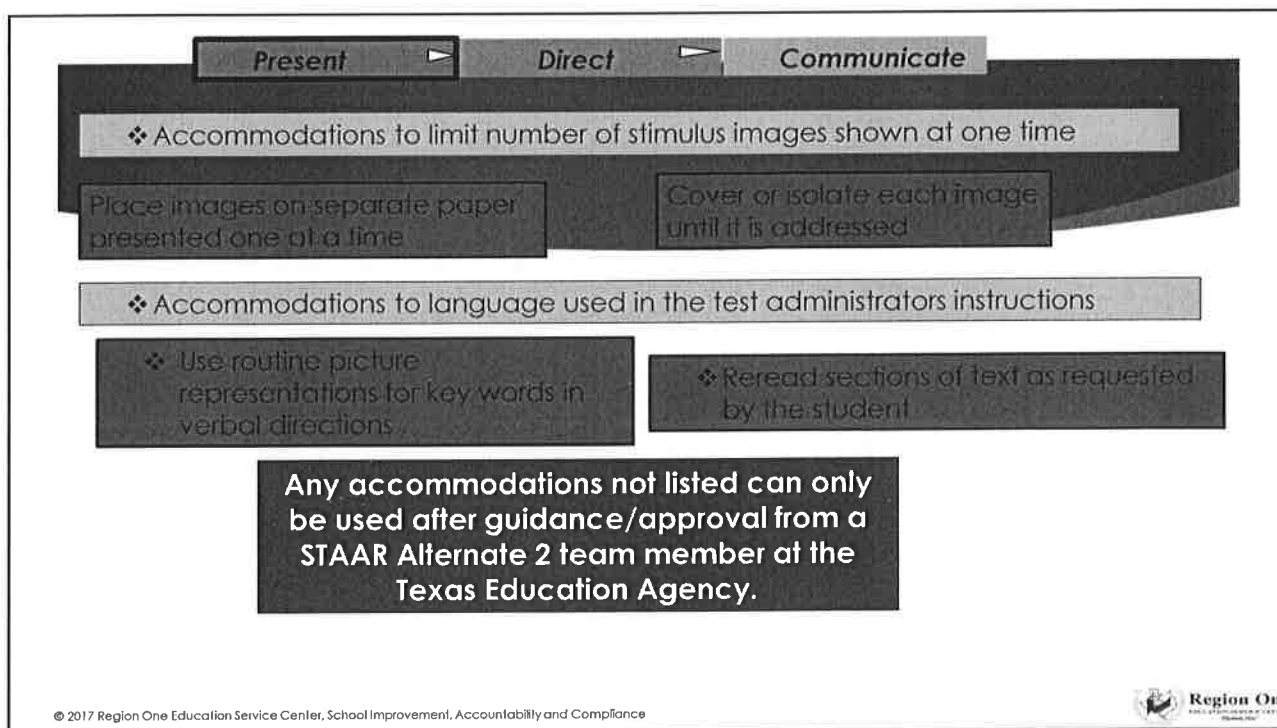 Present Direct Communicate
❖ Accommodations to limit number of stimulus images shown at one time
Place images on separate paper
presented one at a time
Cover or isolate each image
until it is addressed
❖ Accommodations to language used in the test administrators instructions
❖ Use routine picture
representations for key words in
verbal directions
❖ Reread sections of text as requested
by the student
Any accommodations not listed can only
be used after guidance/approval from a
STAAR Alternate 2 team member at the
Texas Education Agency.
© 2017 Region One Education Service Center, School Improvement, Accountability and Compliance
Region On